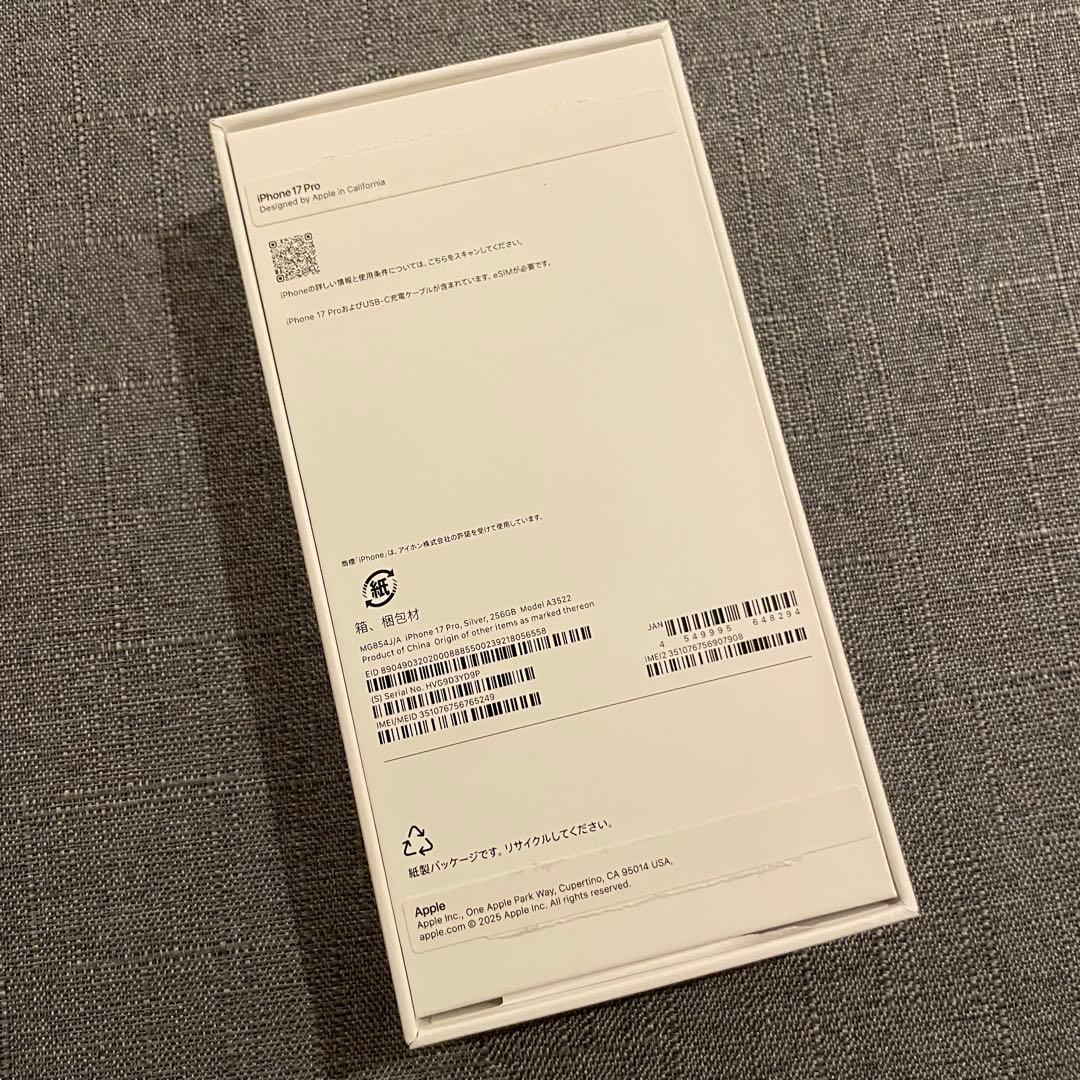 iPhone 17 Pro
Designed by Apple in California
iPhoneの詳しい情報と使用条件については、こちらをスキャンしてください。
iPhone 17 ProおよびUSB-C充電ケーブルが含まれています。eSIMが必要です。
商標「iPhone」は、アイホン株式会社の許諾を受けて使用しています。
紙
箱、梱包材
MG854J/A iPhone 17 Pro, Silver, 256GB Model A3522
Product of China Origin of other items as marked thereon
EID 89049032020008885500239218056558
(S) Serial No. HVG9D3YD9P
IMEI/MEID 351076756765249
JAN
4 549995 648294
IMEI2 351076756907908
紙製パッケージです。リサイクルしてください。
Apple
Apple Inc., One Apple Park Way, Cupertino, CA 95014 USA,
apple.com © 2025 Apple Inc. All rights reserved.